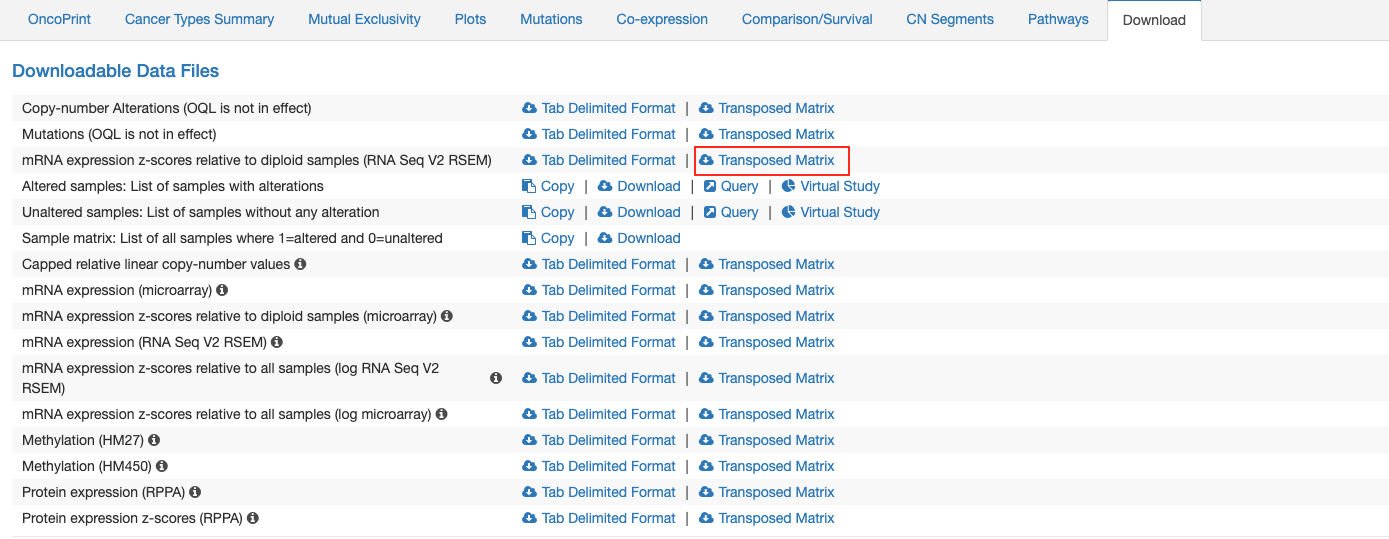 OncoPrint Cancer Types Summary Mutual Exclusivity Plots Mutations Co-expression Comparison/Survival CN Segments Pathways Download
Downloadable Data Files
Copy-number Alterations (OQL is not in effect) Tab Delimited Format | Transposed Matrix
Mutations (OQL is not in effect) Tab Delimited Format | Transposed Matrix
mRNA expression z-scores relative to diploid samples (RNA Seq V2 RSEM) Tab Delimited Format | Transposed Matrix
Altered samples: List of samples with alterations Copy | Download | Query | Virtual Study
Unaltered samples: List of samples without any alteration Copy | Download | Query | Virtual Study
Sample matrix: List of all samples where 1=altered and 0=unaltered Copy | Download
Capped relative linear copy-number values Tab Delimited Format | Transposed Matrix
mRNA expression (microarray) Tab Delimited Format | Transposed Matrix
mRNA expression z-scores relative to diploid samples (microarray) Tab Delimited Format | Transposed Matrix
mRNA expression (RNA Seq V2 RSEM) Tab Delimited Format | Transposed Matrix
mRNA expression z-scores relative to all samples (log RNA Seq V2
RSEM) Tab Delimited Format | Transposed Matrix
mRNA expression z-scores relative to all samples (log microarray) Tab Delimited Format | Transposed Matrix
Methylation (HM27) Tab Delimited Format | Transposed Matrix
Methylation (HM450) Tab Delimited Format | Transposed Matrix
Protein expression (RPPA) Tab Delimited Format | Transposed Matrix
Protein expression z-scores (RPPA) Tab Delimited Format | Transposed Matrix